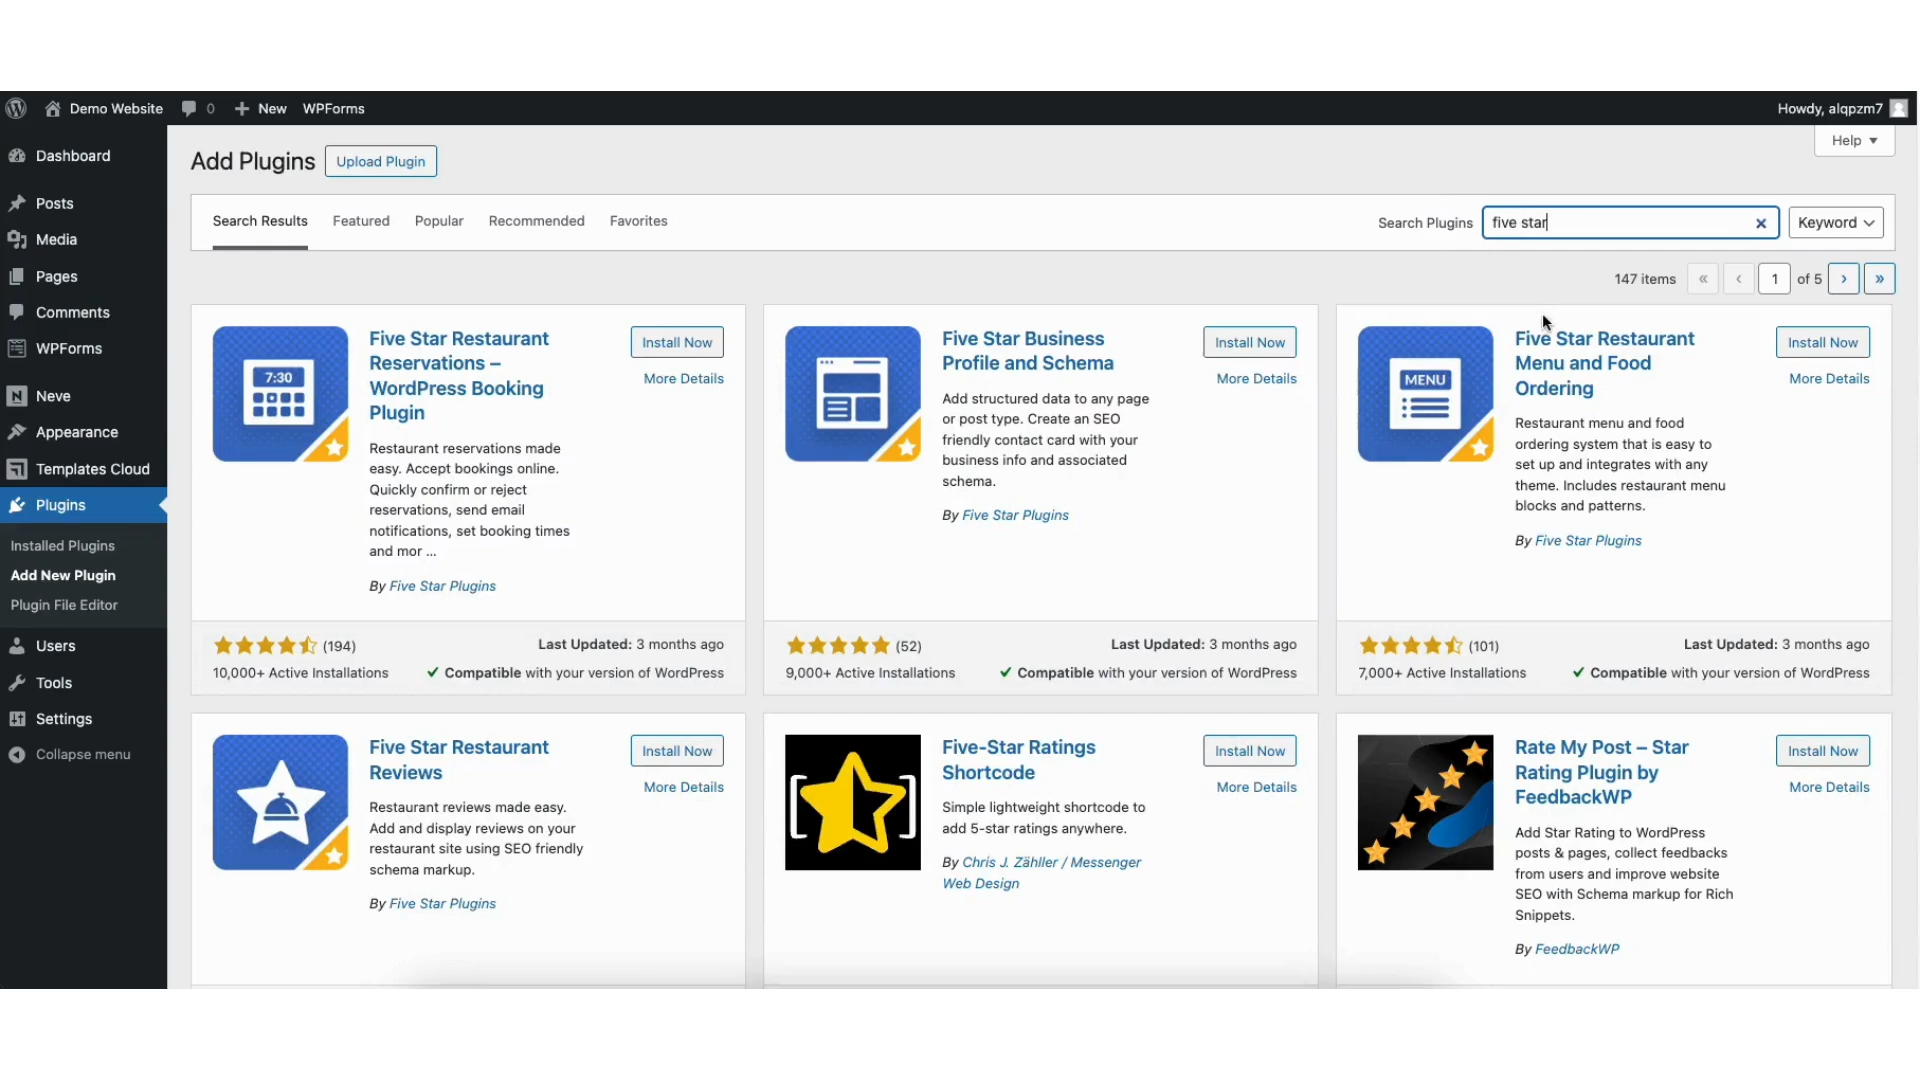 Demo Website
0
New
WPForms
Howdy, alqpzm7
Dashboard
Posts
Media
Pages
Comments
WPForms
Neve
Appearance
Templates Cloud
Plugins
Installed Plugins
Add New Plugin
Plugin File Editor
Users
Tools
Settings
Collapse menu
Help
Add Plugins
Upload Plugin
Search Results
Featured
Popular
Recommended
Favorites
Search Plugins
five star
Keyword
147 items
«
‹
1
of 5
›
»
7:30
Five Star Restaurant
Reservations –
WordPress Booking
Plugin
Install Now
More Details
Restaurant reservations made
easy. Accept bookings online.
Quickly confirm or reject
reservations, send email
notifications, set booking times
and mor ...
By Five Star Plugins
(194)
Last Updated: 3 months ago
10,000+ Active Installations
Compatible with your version of WordPress
Five Star Business
Profile and Schema
Install Now
More Details
Add structured data to any page
or post type. Create an SEO
friendly contact card with your
business info and associated
schema.
By Five Star Plugins
(52)
Last Updated: 3 months ago
9,000+ Active Installations
Compatible with your version of WordPress
MENU
Five Star Restaurant
Menu and Food
Ordering
Install Now
More Details
Restaurant menu and food
ordering system that is easy to
set up and integrates with any
theme. Includes restaurant menu
blocks and patterns.
By Five Star Plugins
(101)
Last Updated: 3 months ago
7,000+ Active Installations
Compatible with your version of WordPress
Five Star Restaurant
Reviews
Install Now
More Details
Restaurant reviews made easy.
Add and display reviews on your
restaurant site using SEO friendly
schema markup.
By Five Star Plugins
Five-Star Ratings
Shortcode
Install Now
More Details
Simple lightweight shortcode to
add 5-star ratings anywhere.
By Chris J. Zähller / Messenger
Web Design
Rate My Post – Star
Rating Plugin by
FeedbackWP
Install Now
More Details
Add Star Rating to WordPress
posts & pages, collect feedbacks
from users and improve website
SEO with Schema markup for Rich
Snippets.
By FeedbackWP